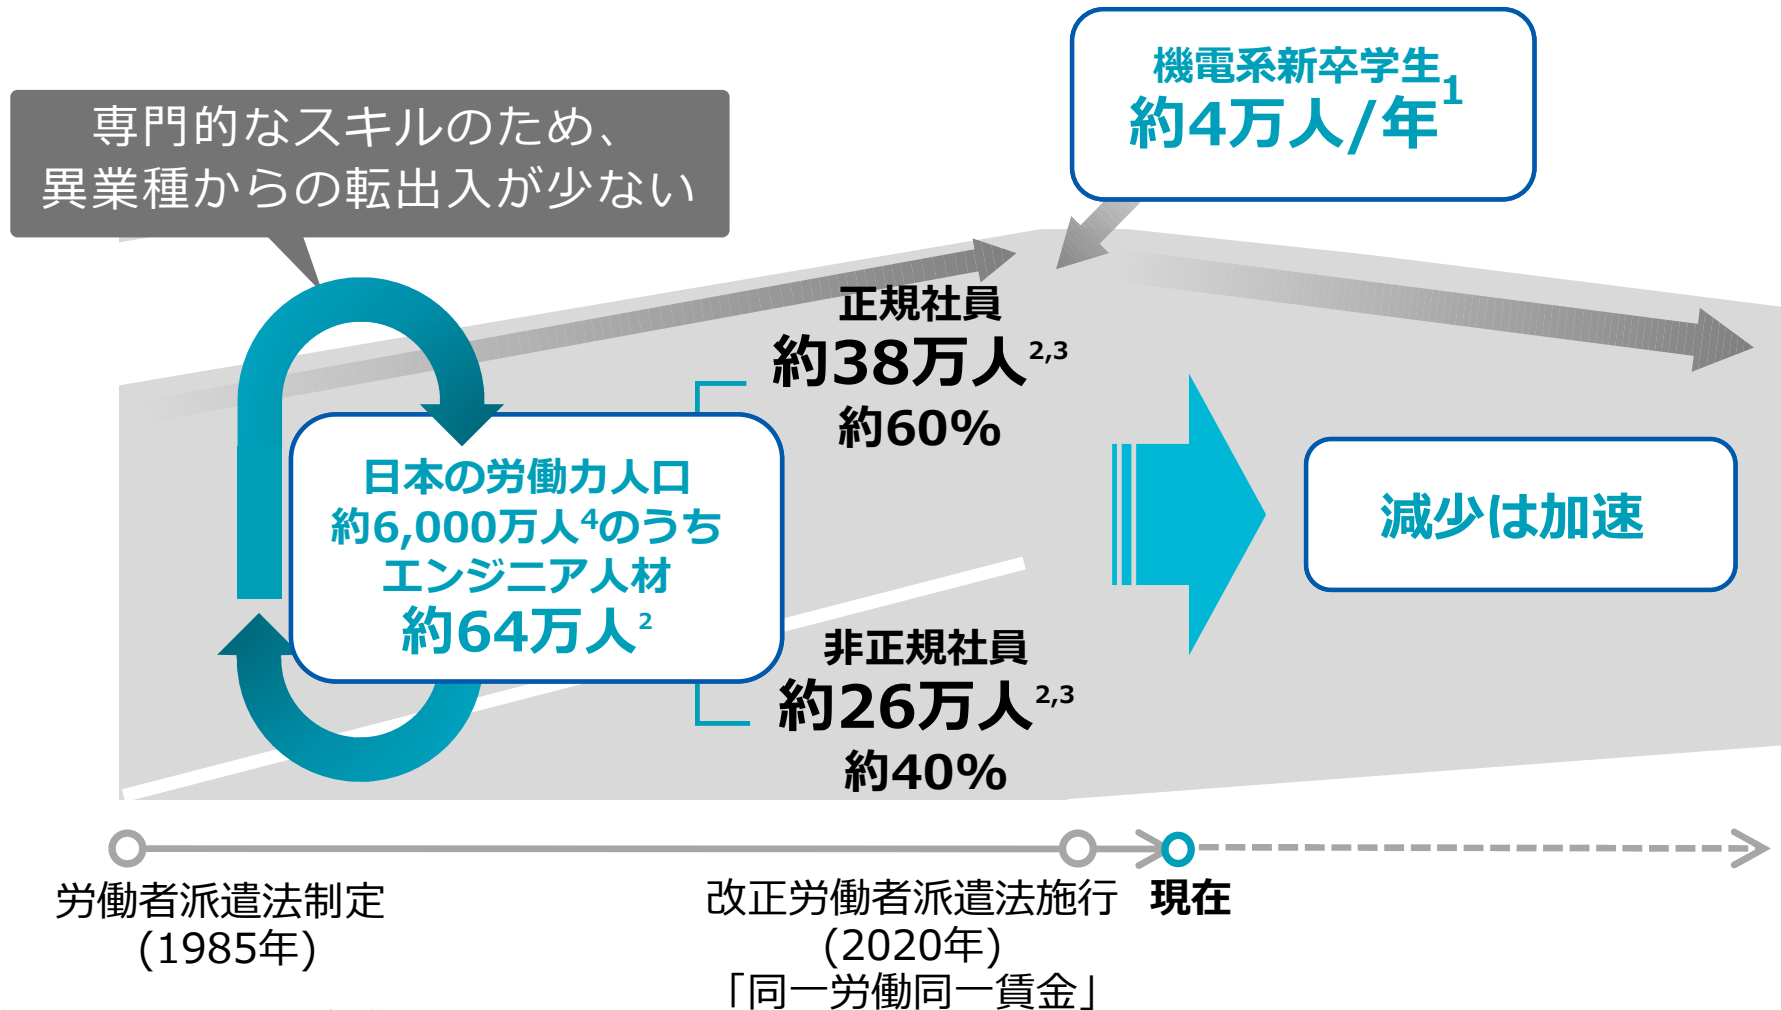 機電系新卒学生
約4万人/年1
専門的なスキルのため、
異業種からの転出入が少ない
正規社員
約38万人2,3
約60%
日本の労働力人口
約6,000万人4のうち
エンジニア人材
約64万人2
減少は加速
非正規社員
約26万人2,3
約40%
労働者派遣法制定
(1985年)
改正労働者派遣法施行
(2020年)
「同一労働同一賃金」
現在